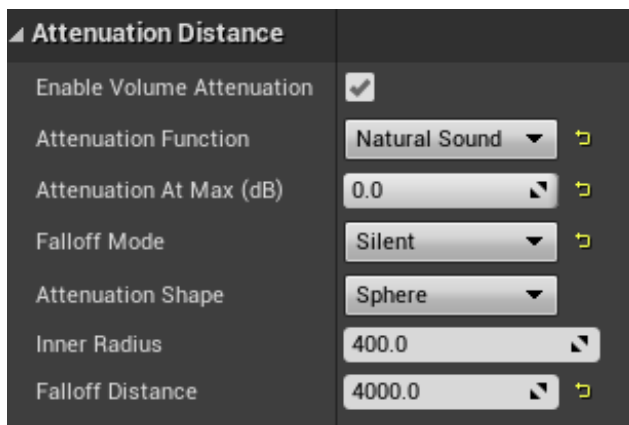 Attenuation Distance
Enable Volume Attenuation
Attenuation Function Natural Sound
Attenuation At Max (dB) 0.0
Falloff Mode Silent
Attenuation Shape Sphere
Inner Radius 400.0
Falloff Distance 4000.0